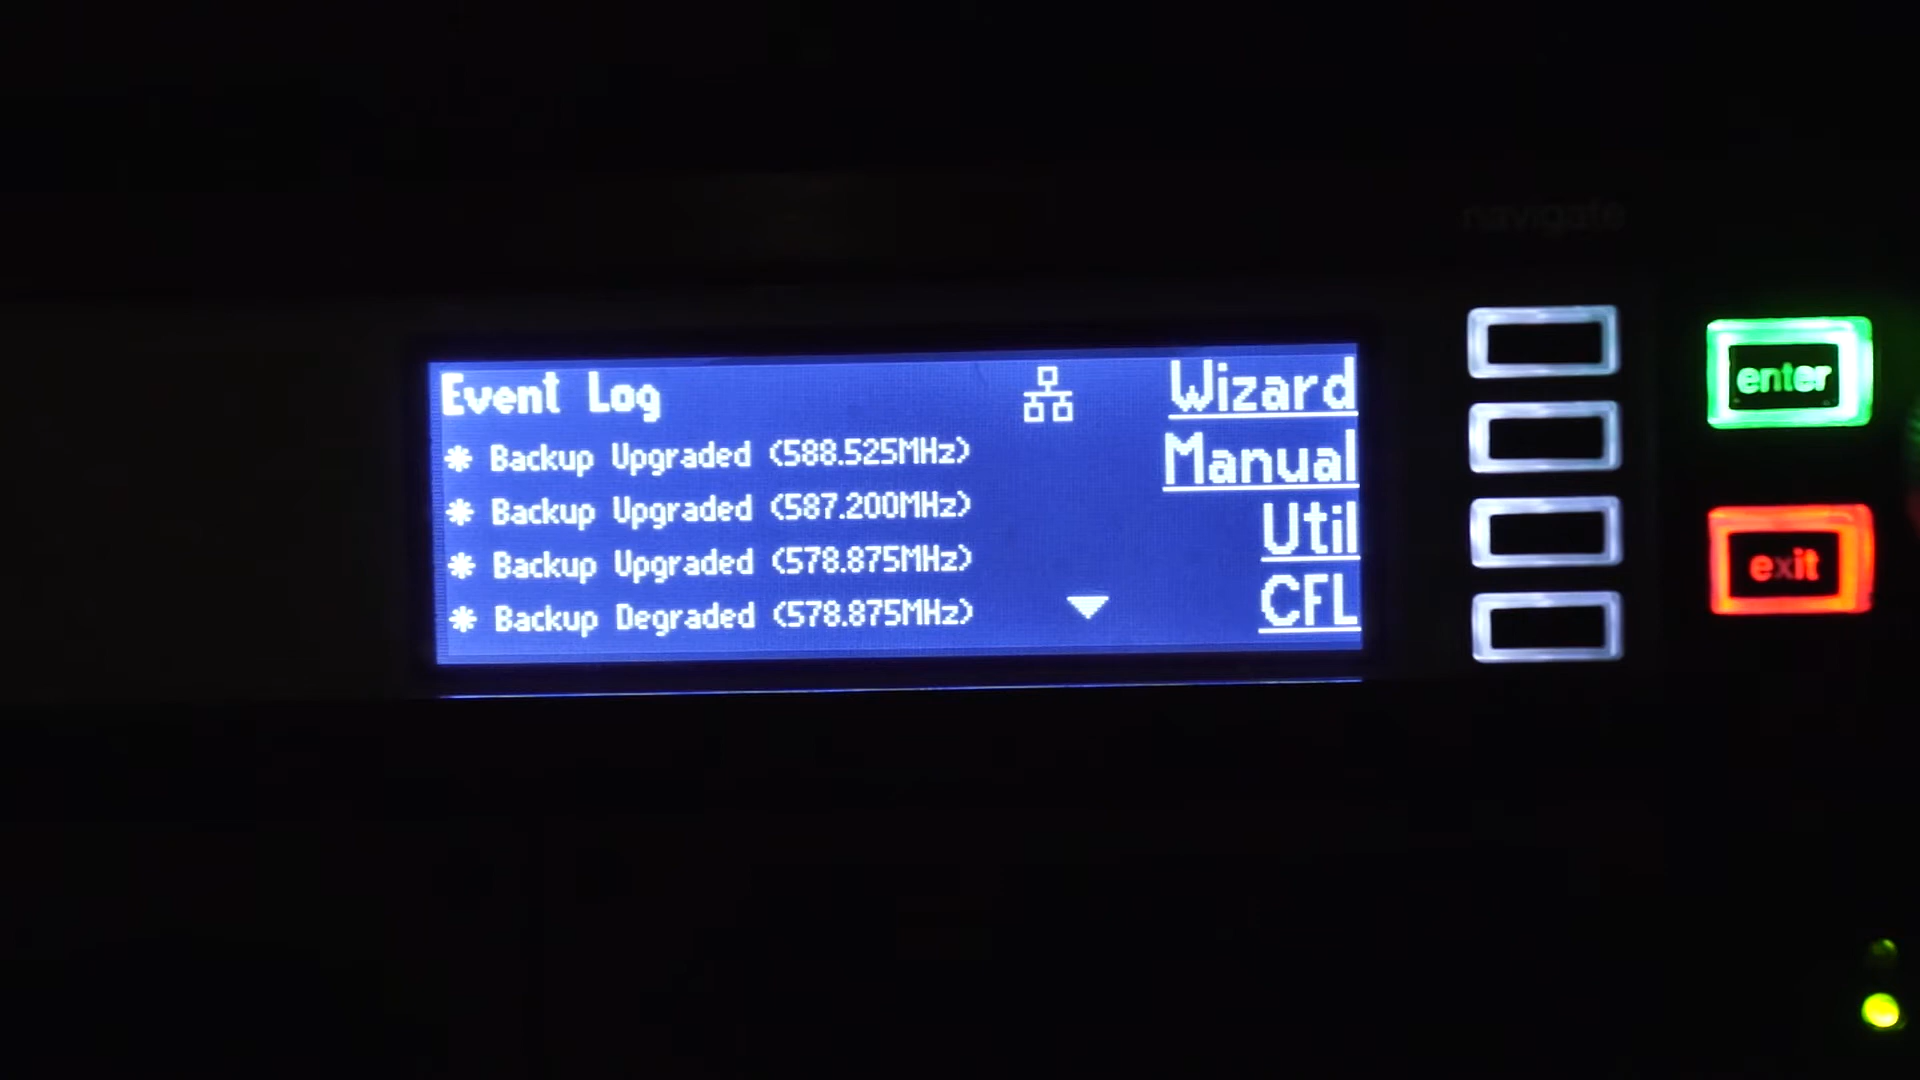 navigate
Event Log
Wizard
* Backup Upgraded (588.525MHz)
Manual
* Backup Upgraded (587.200MHz)
Util
* Backup Upgraded (578.875MHz)
CFL
* Backup Degraded (578.875MHz)
enter
exit